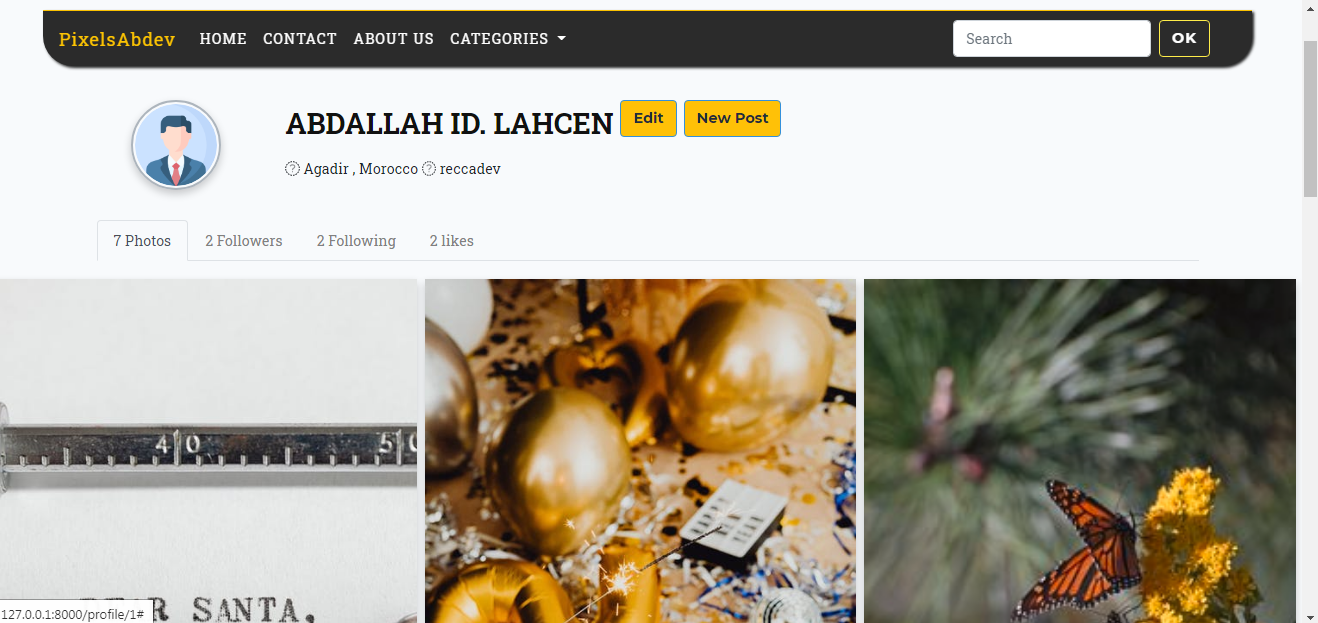 PixelsAbdev HOME CONTACT ABOUT US CATEGORIES Search OK
ABDALLAH ID. LAHCEN Edit New Post
Agadir , Morocco reccadev
7 Photos 2 Followers 2 Following 2 likes
40 50
SANTA,
127.0.0.1:8000/profile/1#